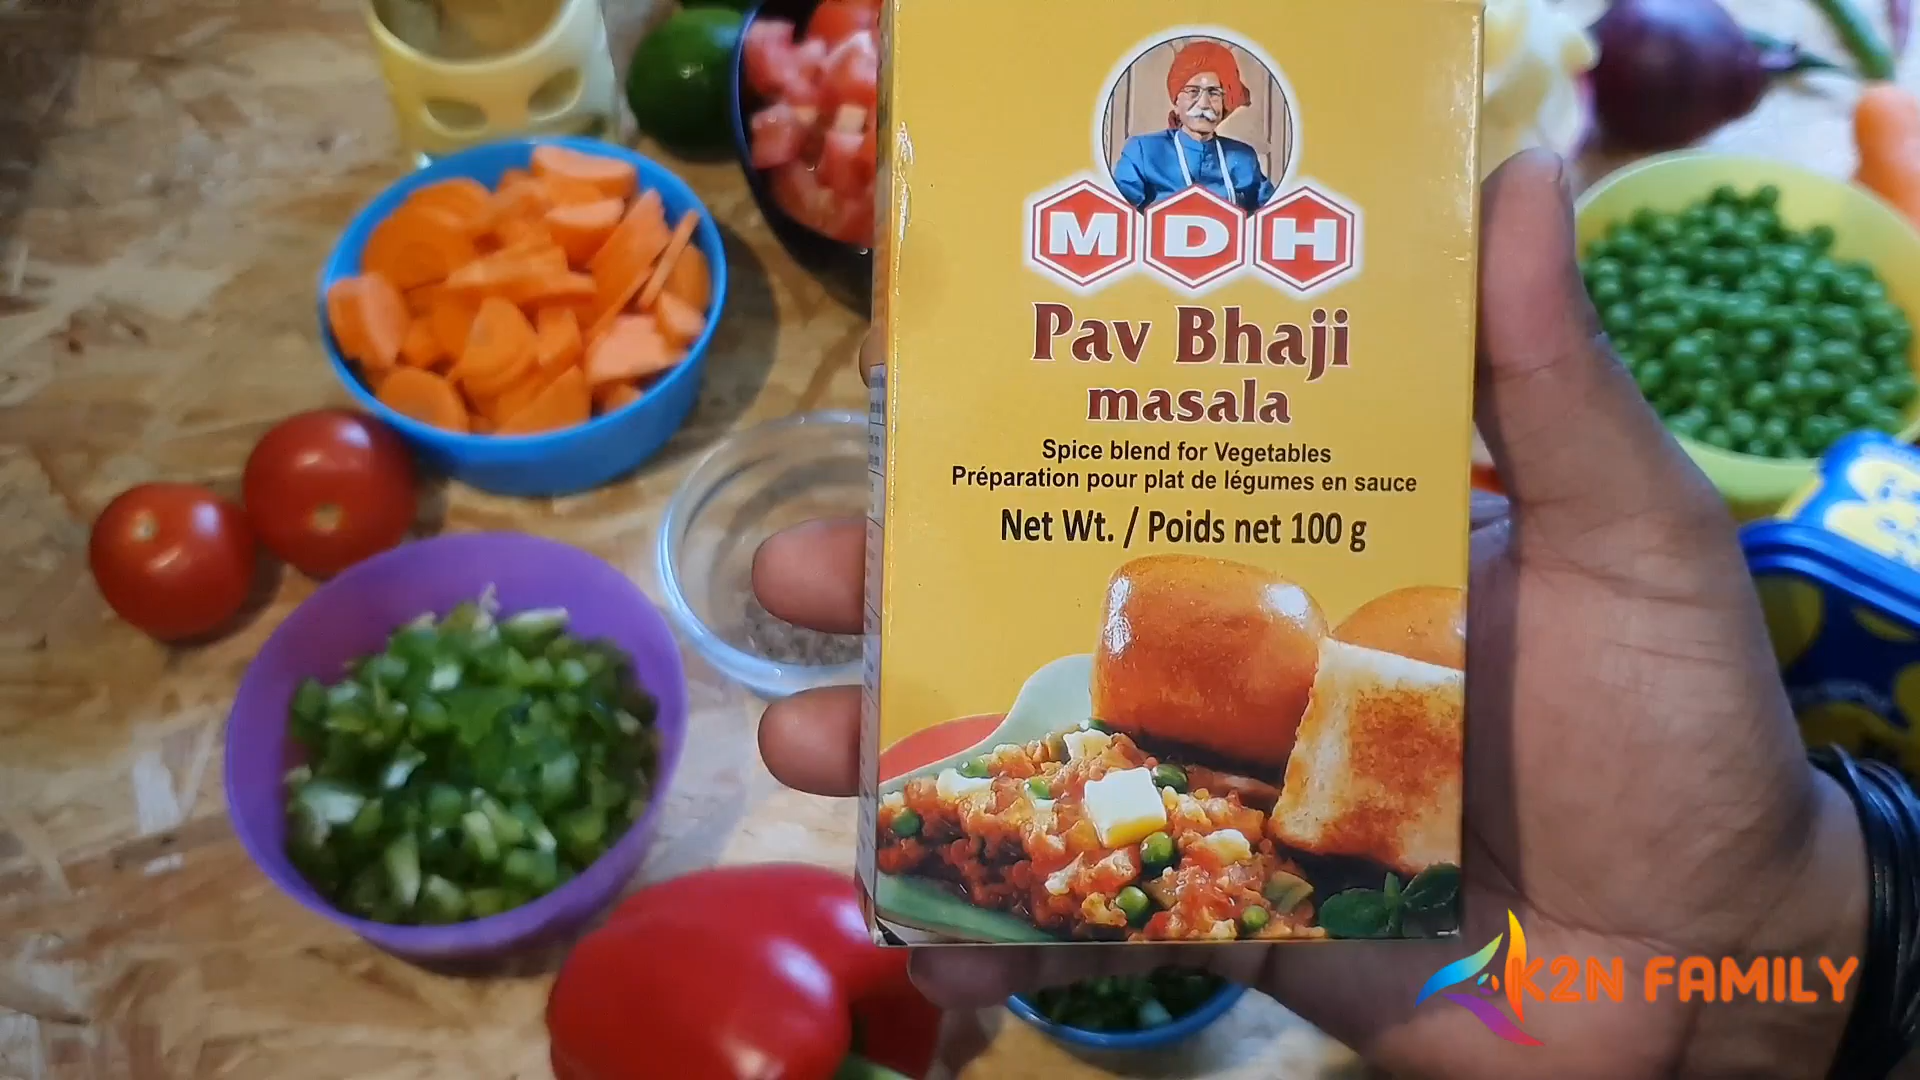 MDH
Pav Bhaji
masala
Spice blend for Vegetables
Préparation pour plat de légumes en sauce
Net Wt. / Poids net 100 g
K2N FAMILY